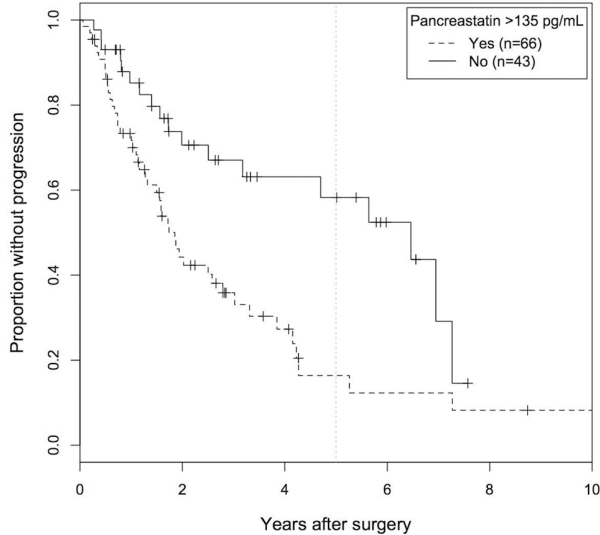 Pancreastatin >135 pg/mL
Yes (n=66)
No (n=43)
Proportion without progression
1.0
0.8
0.6
0.4
0.2
0.0
0 2 4 6 8 10
Years after surgery